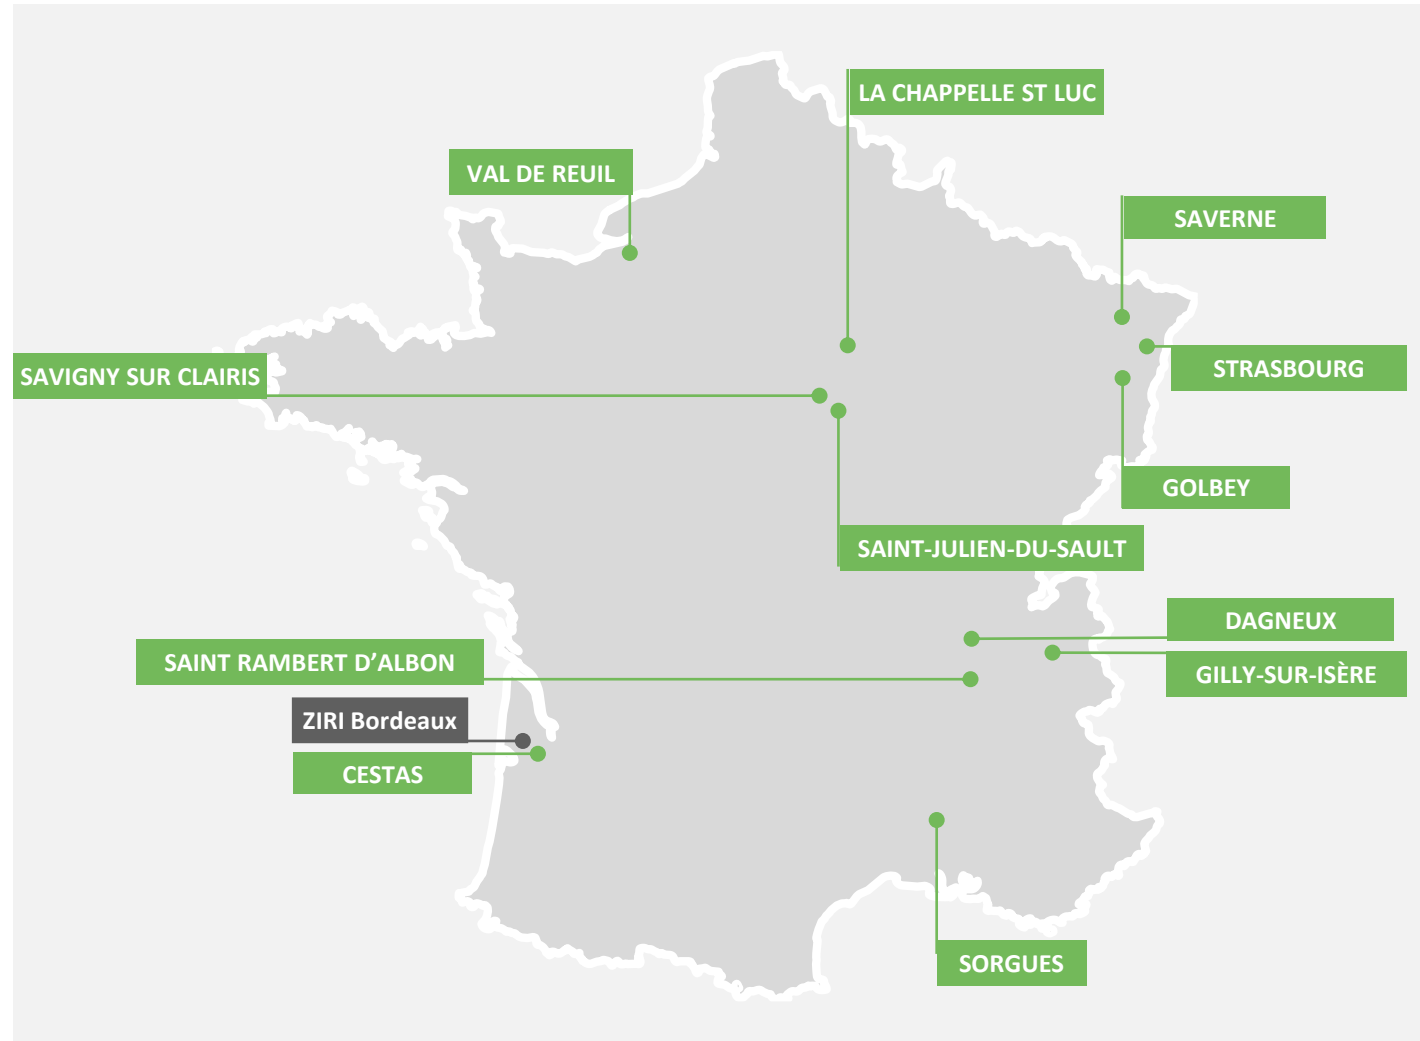 LA CHAPPELLE ST LUC
VAL DE REUIL
SAVERNE
STRASBOURG
SAVIGNY SUR CLAIRIS
GOLBEY
SAINT-JULIEN-DU-SAULT
DAGNEUX
SAINT RAMBERT D’ALBON
GILLY-SUR-ISÈRE
ZIRI Bordeaux
CESTAS
SORGUES